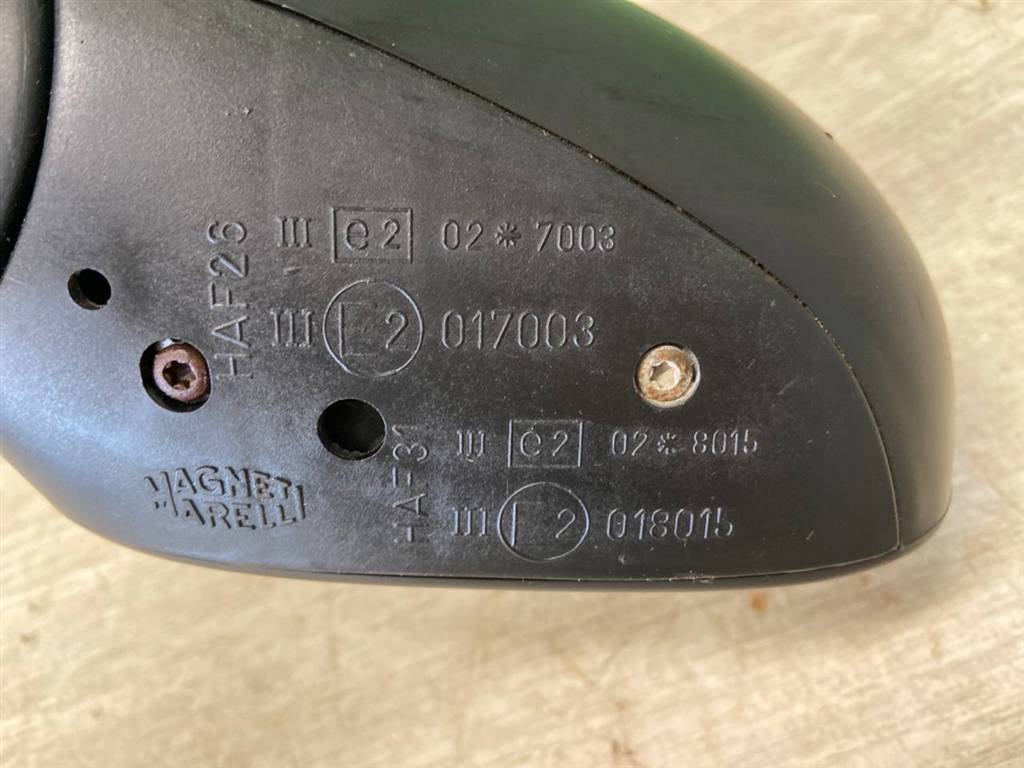 HAF26
III e2 02*7003
III E2 017003
HAF31
III e2 02*8015
III E2 018015
MAGNETI
MARELLI